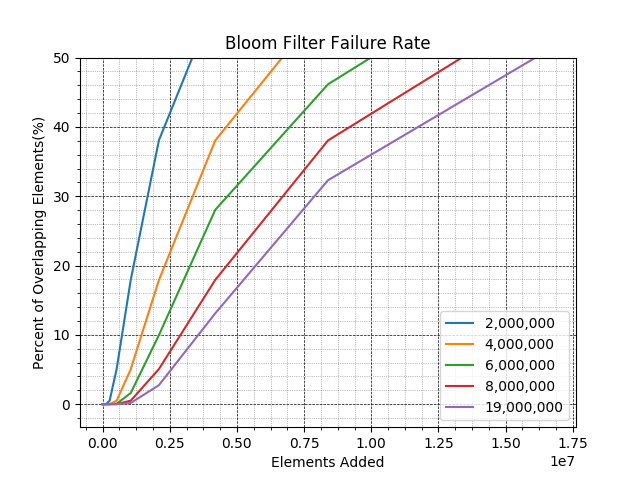 Bloom Filter Failure Rate
Percent of Overlapping Elements(%)
50
40
30
20
10
0
2,000,000
4,000,000
6,000,000
8,000,000
19,000,000
0.00 0.25 0.50 0.75 1.00 1.25 1.50 1.75
1e7
Elements Added